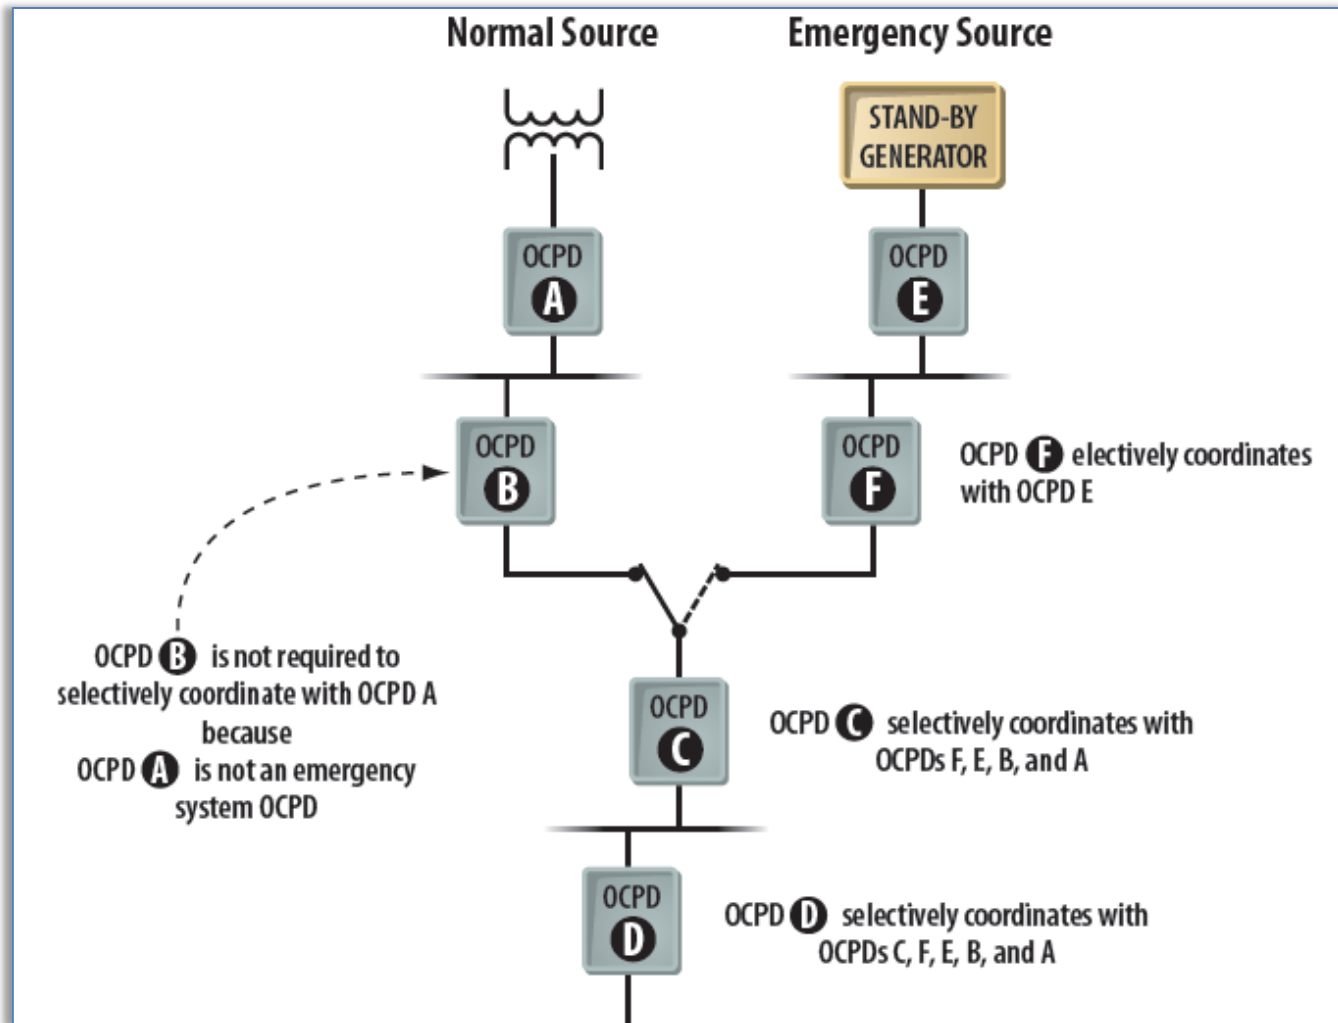 Normal Source
Emergency Source
STAND-BY
GENERATOR
OCPD
A
OCPD
E
OCPD
B
OCPD
F
OCPD F electively coordinates
with OCPD E
OCPD B is not required to
selectively coordinate with OCPD A
because
OCPD A is not an emergency
system OCPD
OCPD
C
OCPD C selectively coordinates with
OCPDs F, E, B, and A
OCPD
D
OCPD D selectively coordinates with
OCPDs C, F, E, B, and A